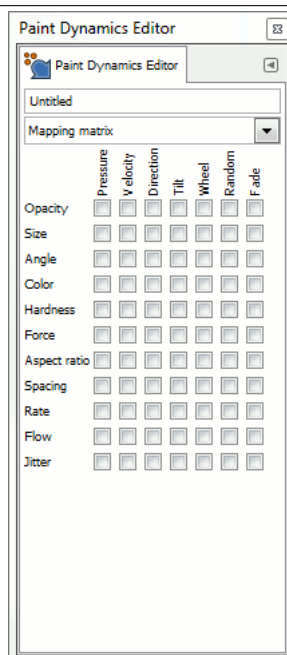 Paint Dynamics Editor
Paint Dynamics Editor
Untitled
Mapping matrix
Pressure Velocity Direction Tilt Wheel Random Fade
Opacity
Size
Angle
Color
Hardness
Force
Aspect ratio
Spacing
Rate
Flow
Jitter